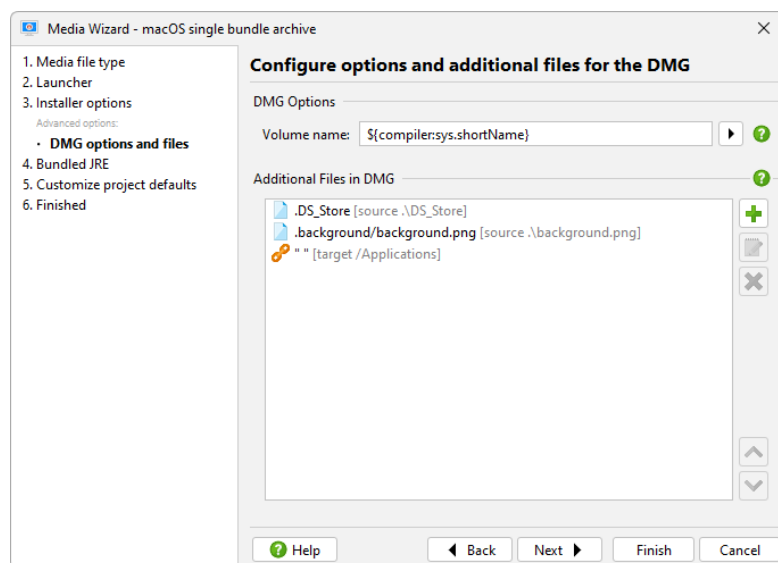 Media Wizard - macOS single bundle archive
1. Media file type
2. Launcher
3. Installer options
Advanced options:
· DMG options and files
4. Bundled JRE
5. Customize project defaults
6. Finished
Configure options and additional files for the DMG
DMG Options
Volume name: ${compiler:sys.shortName}
Additional Files in DMG
.DS_Store [source .\DS_Store]
.background/background.png [source .\background.png]
" " [target /Applications]
Help Back Next Finish Cancel